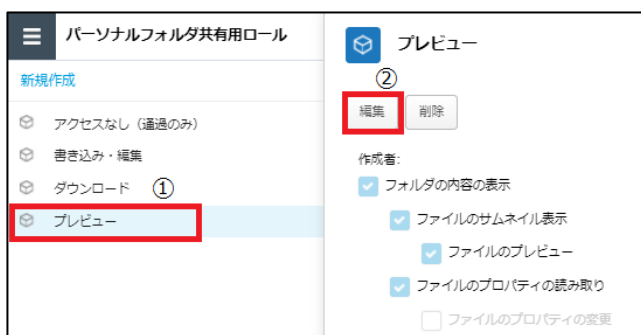 パーソナルフォルダ共有用ロール
新規作成
アクセスなし（通過のみ）
書き込み・編集
ダウンロード ①
プレビュー
プレビュー
②
編集 削除
作成者:
フォルダの内容の表示
ファイルのサムネイル表示
ファイルのプレビュー
ファイルのプロパティの読み取り
ファイルのプロパティの変更